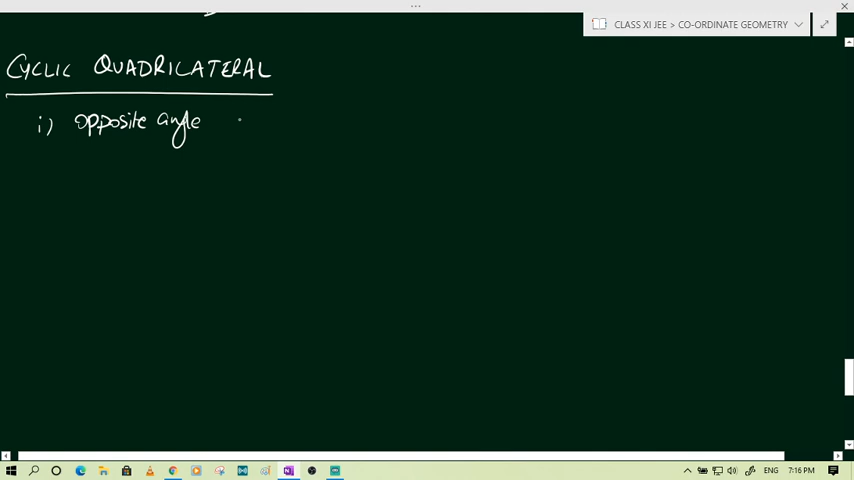 ...
CLASS XI JEE > CO-ORDINATE GEOMETRY
CYCLIC QUADRILATERAL
i) opposite angle
ENG 7:16 PM